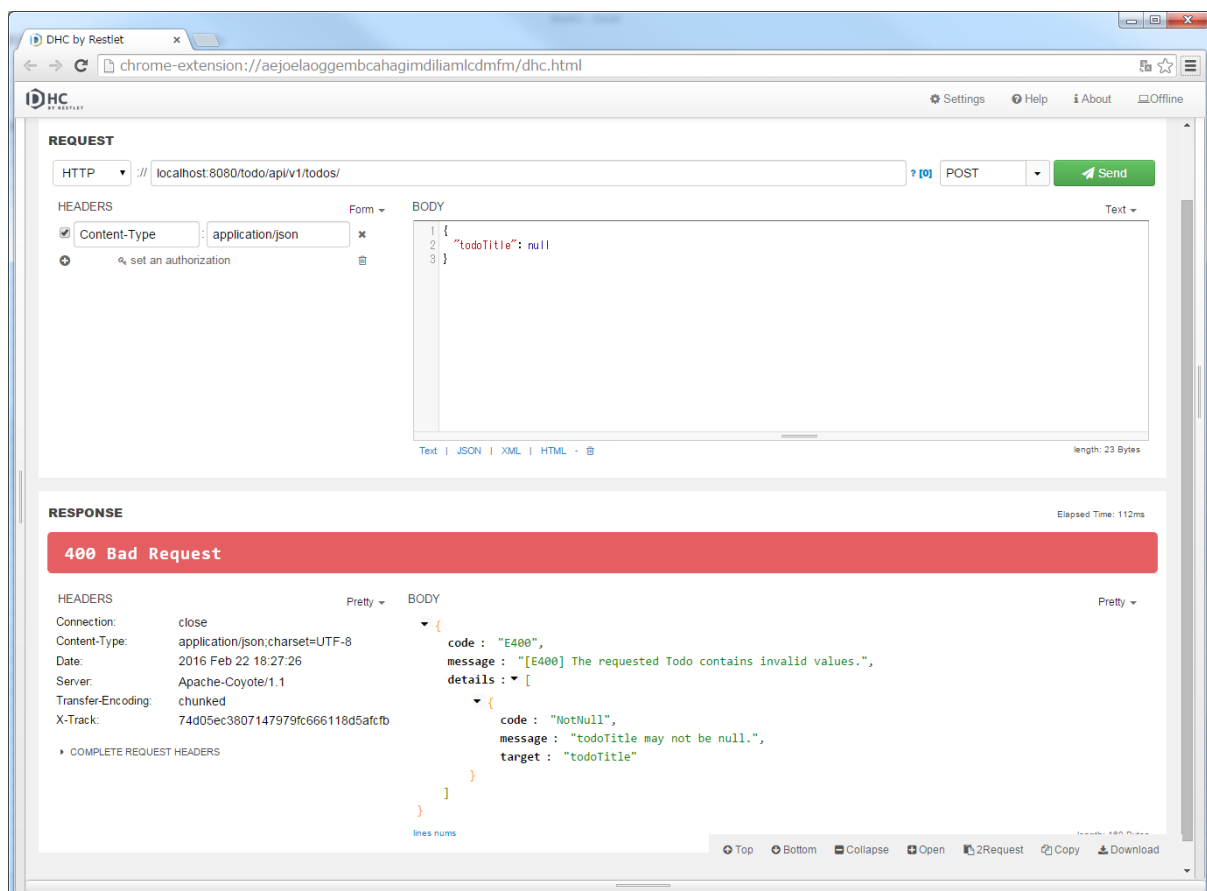 DHC by Restlet
chrome-extension://aejoelaoggembcahagimdiliamlcdmfm/dhc.html
DHC BY RESTLET Settings Help About Offline
REQUEST
HTTP :// localhost:8080/todo/api/v1/todos/ ? [0] POST Send
HEADERS Form BODY Text
Content-Type : application/json
set an authorization
1 {
2 "todoTitle": null
3 }
Text | JSON | XML | HTML - length: 23 Bytes
RESPONSE Elapsed Time: 112ms
400 Bad Request
HEADERS Pretty BODY Pretty
Connection: close
Content-Type: application/json;charset=UTF-8
Date: 2016 Feb 22 18:27:26
Server: Apache-Coyote/1.1
Transfer-Encoding: chunked
X-Track: 74d05ec3807147979fc666118d5afcfb
COMPLETE REQUEST HEADERS
{
code : "E400",
message : "[E400] The requested Todo contains invalid values.",
details : [
{
code : "NotNull",
message : "todoTitle may not be null.",
target : "todoTitle"
}
]
}
lines nums
Top Bottom Collapse Open 2Request Copy Download